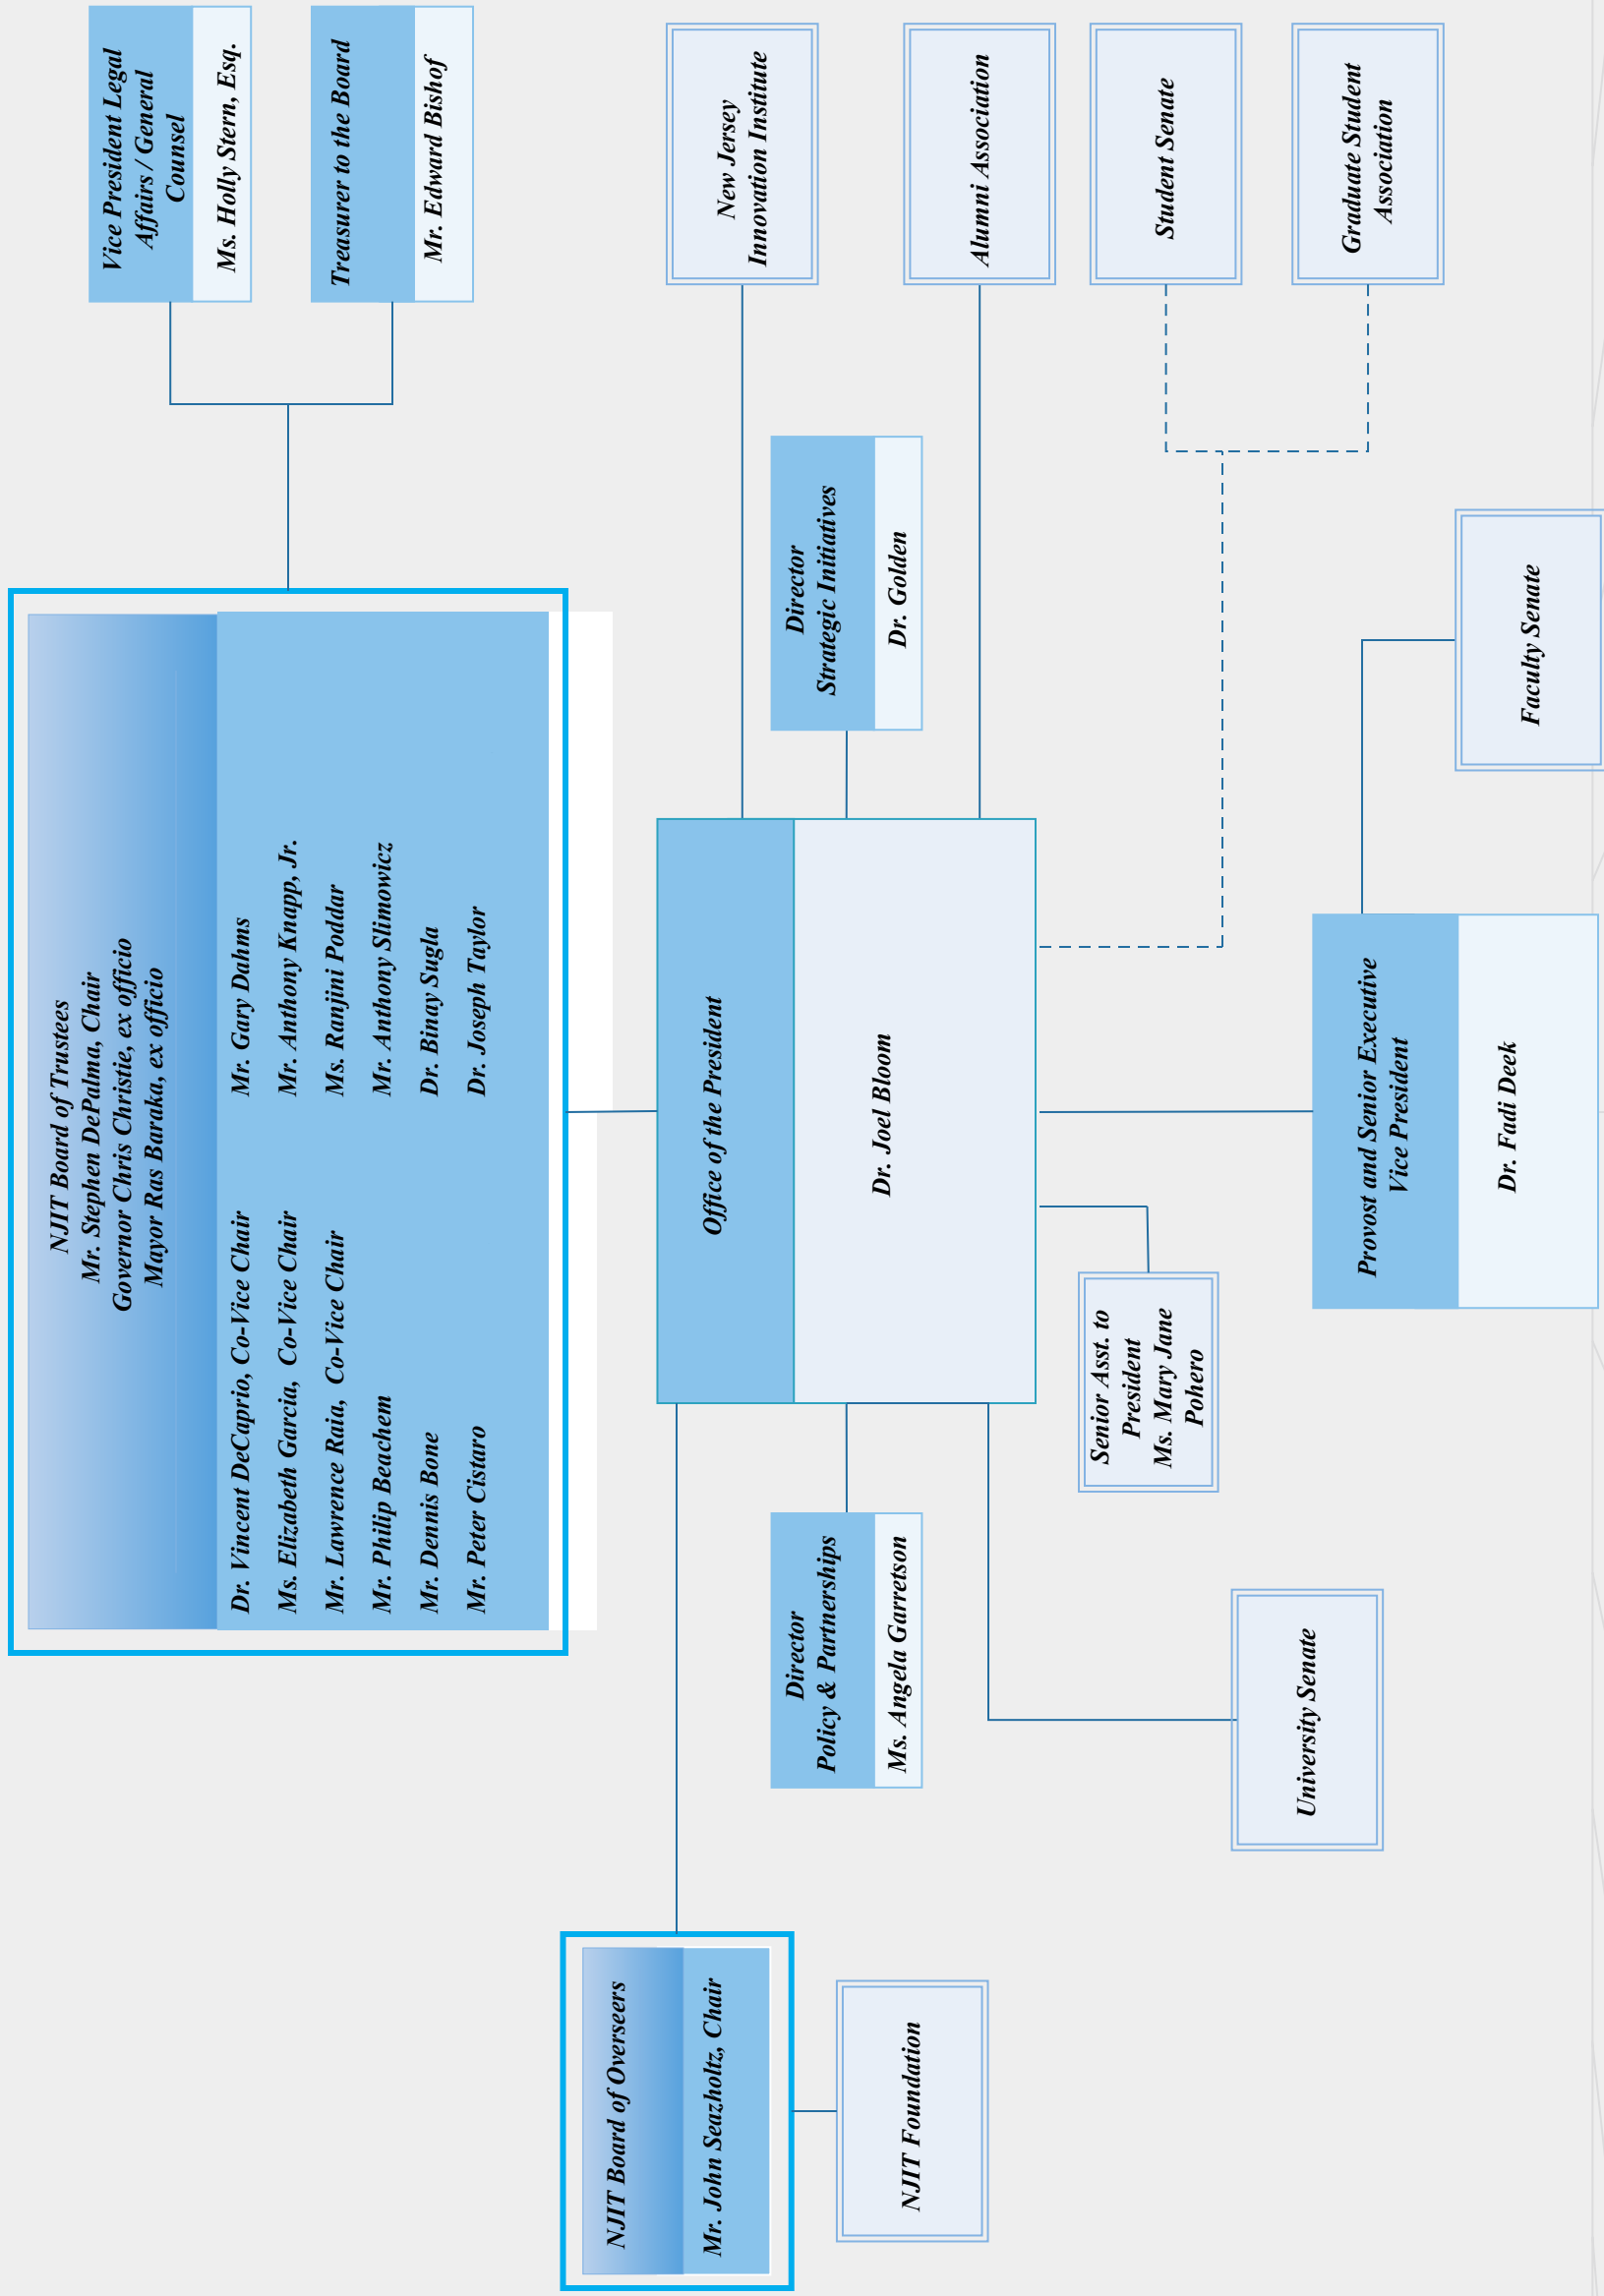 NJIT Board of Trustees
Mr. Stephen DePalma, Chair
Governor Chris Christie, ex officio
Mayor Ras Baraka, ex officio
Dr. Vincent DeCaprio, Co-Vice Chair
Ms. Elizabeth Garcia, Co-Vice Chair
Mr. Lawrence Raia, Co-Vice Chair
Mr. Philip Beachem
Mr. Dennis Bone
Mr. Peter Cistaro
Mr. Gary Dahms
Mr. Anthony Knapp, Jr.
Ms. Ranjini Poddar
Mr. Anthony Slimowicz
Dr. Binay Sugla
Dr. Joseph Taylor
Vice President Legal
Affairs / General
Counsel
Ms. Holly Stern, Esq.
Treasurer to the Board
Mr. Edward Bishof
NJIT Board of Overseers
Mr. John Seazholtz, Chair
NJIT Foundation
Office of the President
Dr. Joel Bloom
New Jersey
Innovation Institute
Director
Policy & Partnerships
Ms. Angela Garretson
Director
Strategic Initiatives
Dr. Golden
Alumni Association
Senior Asst. to
President
Ms. Mary Jane
Pohero
Student Senate
Graduate Student
Association
University Senate
Provost and Senior Executive
Vice President
Dr. Fadi Deek
Faculty Senate